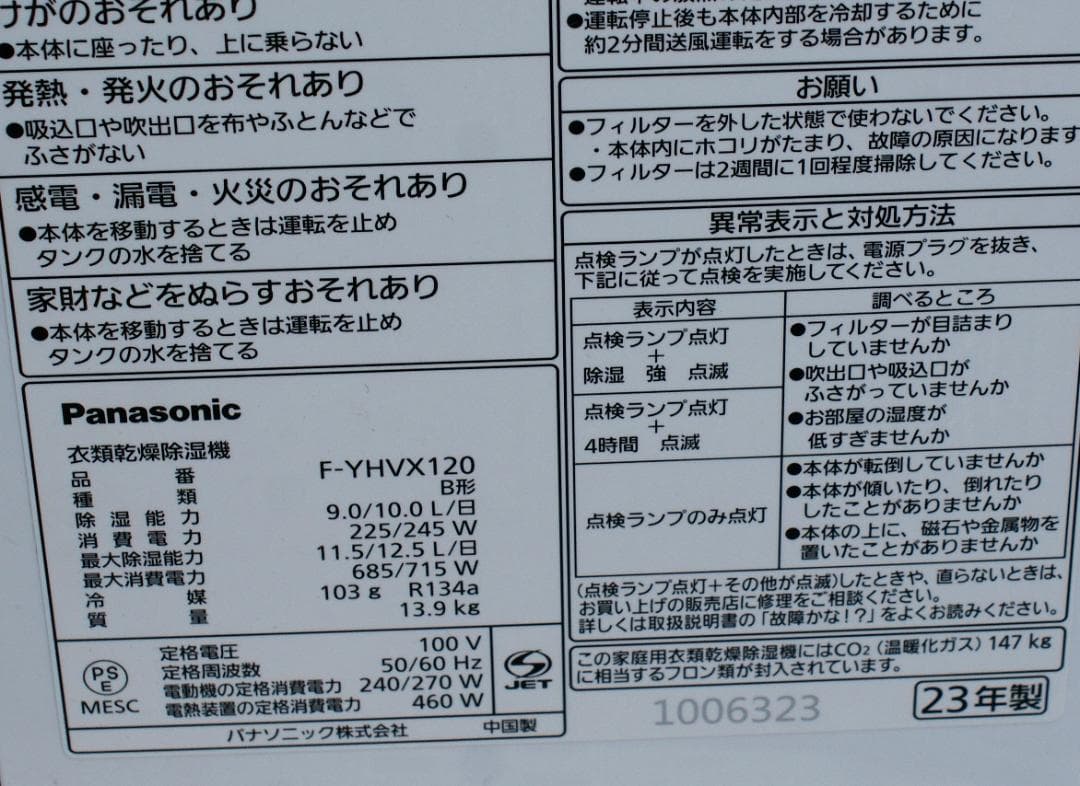 けがのおそれあり
●本体に座ったり、上に乗らない
発熱・発火のおそれあり
●吸込口や吹出口を布やふとんなどで
ふさがない
感電・漏電・火災のおそれあり
●本体を移動するときは運転を止め
タンクの水を捨てる
家財などをぬらすおそれあり
●本体を移動するときは運転を止め
タンクの水を捨てる
Panasonic
衣類乾燥除湿機
品番 F-YHVX120
種類 B形
除湿能力 9.0/10.0 L/日
消費電力 225/245 W
最大除湿能力 11.5/12.5 L/日
最大消費電力 685/715 W
冷媒 103 g R134a
質量 13.9 kg
PS
E
MESC
定格電圧 100 V
定格周波数 50/60 Hz
電動機の定格消費電力 240/270 W
電熱装置の定格消費電力 460 W
JET
パナソニック株式会社 中国製
●運転停止後も本体内部を冷却するために
約2分間送風運転をする場合があります。
お願い
●フィルターを外した状態で使わないでください。
・本体内にホコリがたまり、故障の原因になります
●フィルターは2週間に1回程度掃除してください。
異常表示と対処方法
点検ランプが点灯したときは、電源プラグを抜き、
下記に従って点検を実施してください。
表示内容 調べるところ
点検ランプ点灯
+
除湿 強 点滅
点検ランプ点灯
+
4時間 点滅
●フィルターが目詰まり
していませんか
●吹出口や吸込口が
ふさがっていませんか
●お部屋の湿度が
低すぎませんか
点検ランプのみ点灯
●本体が転倒していませんか
●本体が傾いたり、倒れたり
したことがありませんか
●本体の上に、磁石や金属物を
置いたことがありませんか
(点検ランプ点灯+その他が点滅)したときや、直らないときは、
お買い上げの販売店に修理をご相談ください。
詳しくは取扱説明書の「故障かな!?」をよくお読みください。
この家庭用衣類乾燥除湿機にはCO₂(温暖化ガス)147 kg
に相当するフロン類が封入されています。
1006323
23年製